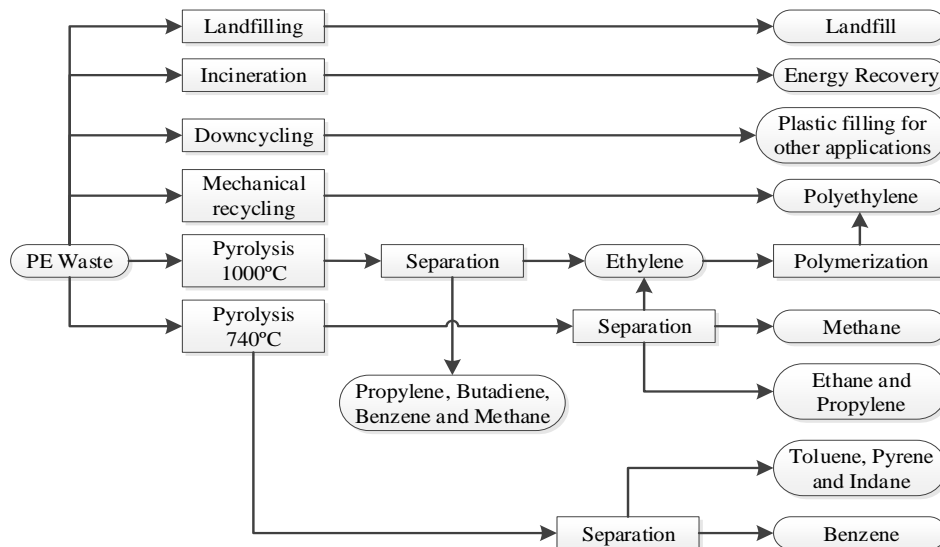 Landfilling
Landfill
Incineration
Energy Recovery
Downcycling
Plastic filling for
other applications
Mechanical
recycling
Polyethylene
PE Waste
Pyrolysis
1000ºC
Separation
Ethylene
Polymerization
Pyrolysis
740ºC
Separation
Methane
Propylene, Butadiene,
Benzene and Methane
Ethane and
Propylene
Toluene, Pyrene
and Indane
Separation
Benzene